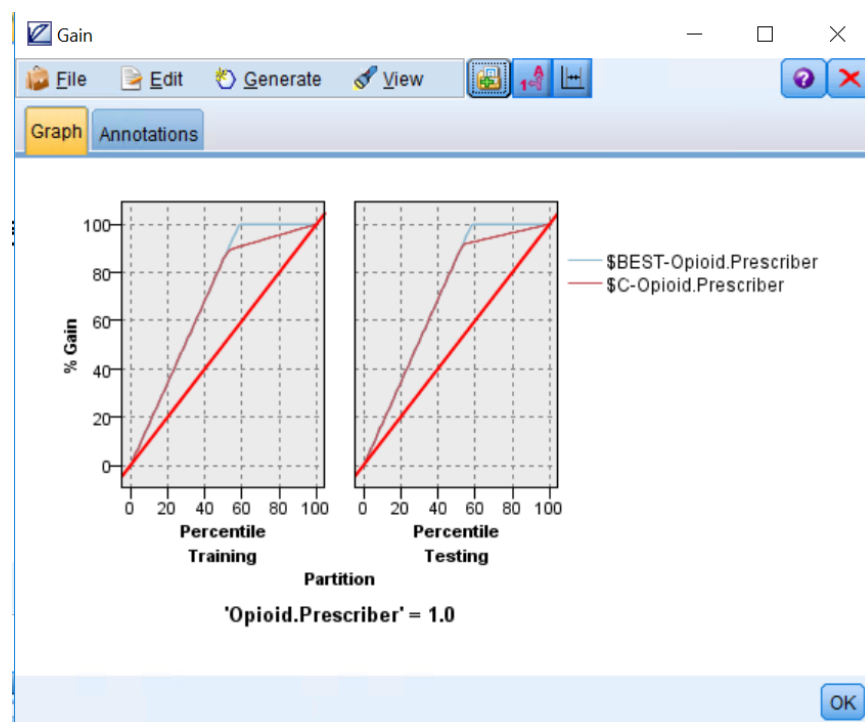 Gain
File Edit Generate View
Graph Annotations
% Gain
100
80
60
40
20
0
0 20 40 60 80 100
Percentile
Training
0 20 40 60 80 100
Percentile
Testing
Partition
'Opioid.Prescriber' = 1.0
$BEST-Opioid.Prescriber
$C-Opioid.Prescriber
OK